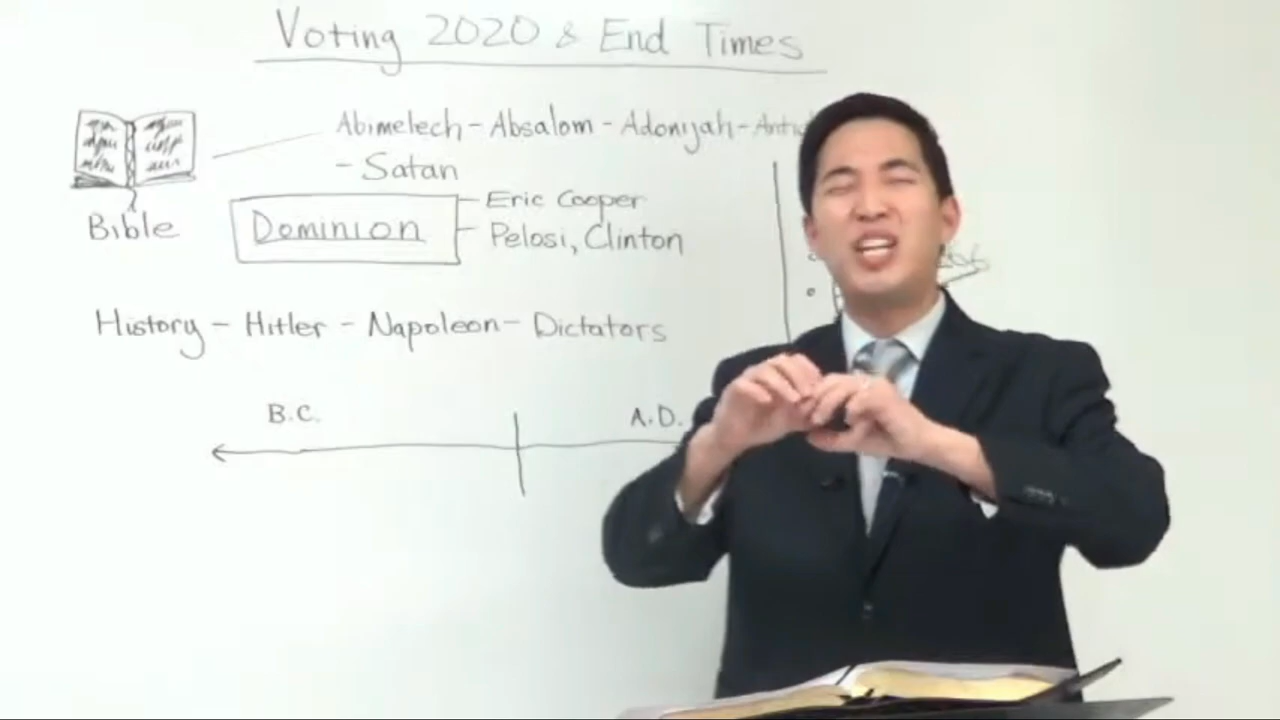 Voting 2020 & End Times
Abimelech - Absalom - Adonijah -
- Satan
Bible
Dominion
- Eric Cooper
- Pelosi, Clinton
History - Hitler - Napoleon - Dictators
B.C.
A.D.